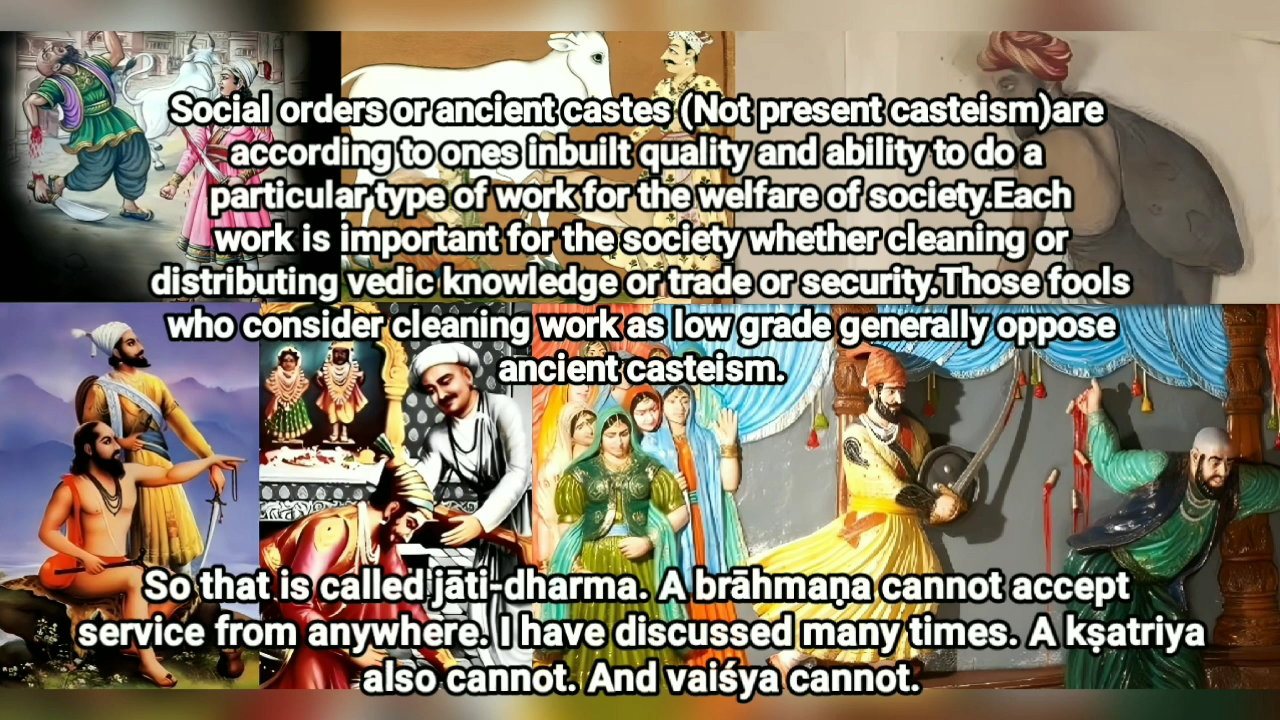 Social orders or ancient castes (Not present casteism)are
according to ones inbuilt quality and ability to do a
particular type of work for the welfare of society.Each
work is important for the society whether cleaning or
distributing vedic knowledge or trade or security.Those fools
who consider cleaning work as low grade generally oppose
ancient casteism.
So that is called jāti-dharma. A brāhmaṇa cannot accept
service from anywhere. I have discussed many times. A kṣatriya
also cannot. And vaiśya cannot.